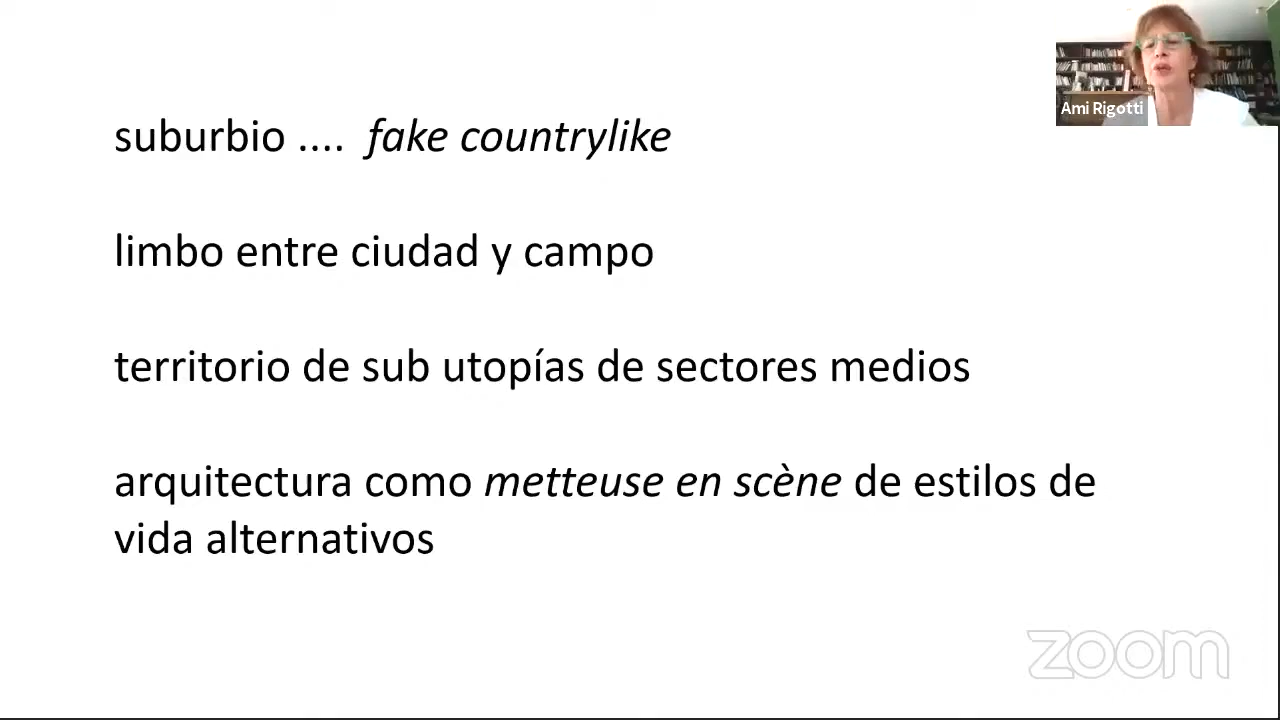 suburbio .... fake countrylike
limbo entre ciudad y campo
territorio de sub utopías de sectores medios
arquitectura como metteuse en scène de estilos de
vida alternativos
Ami Rigotti
zoom